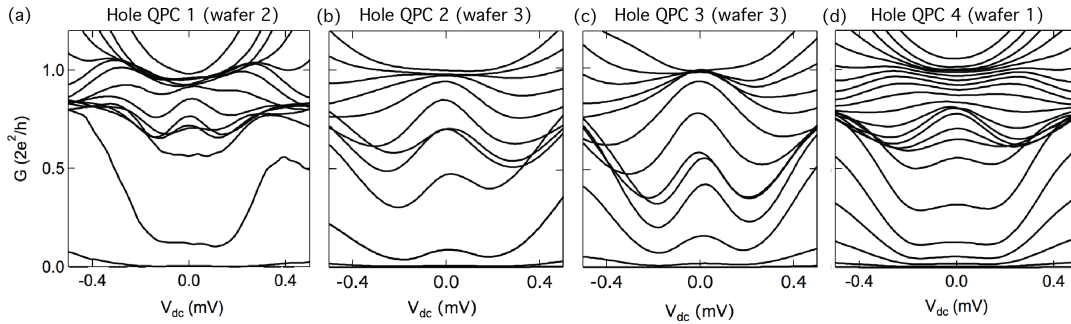 (a) Hole QPC 1 (wafer 2)
(b) Hole QPC 2 (wafer 3)
(c) Hole QPC 3 (wafer 3)
(d) Hole QPC 4 (wafer 1)
G (2e²/h)
1.0
0.5
0.0
-0.4 0.0 0.4
-0.4 0.0 0.4
-0.4 0.0 0.4
-0.4 0.0 0.4
V_dc (mV)
V_dc (mV)
V_dc (mV)
V_dc (mV)